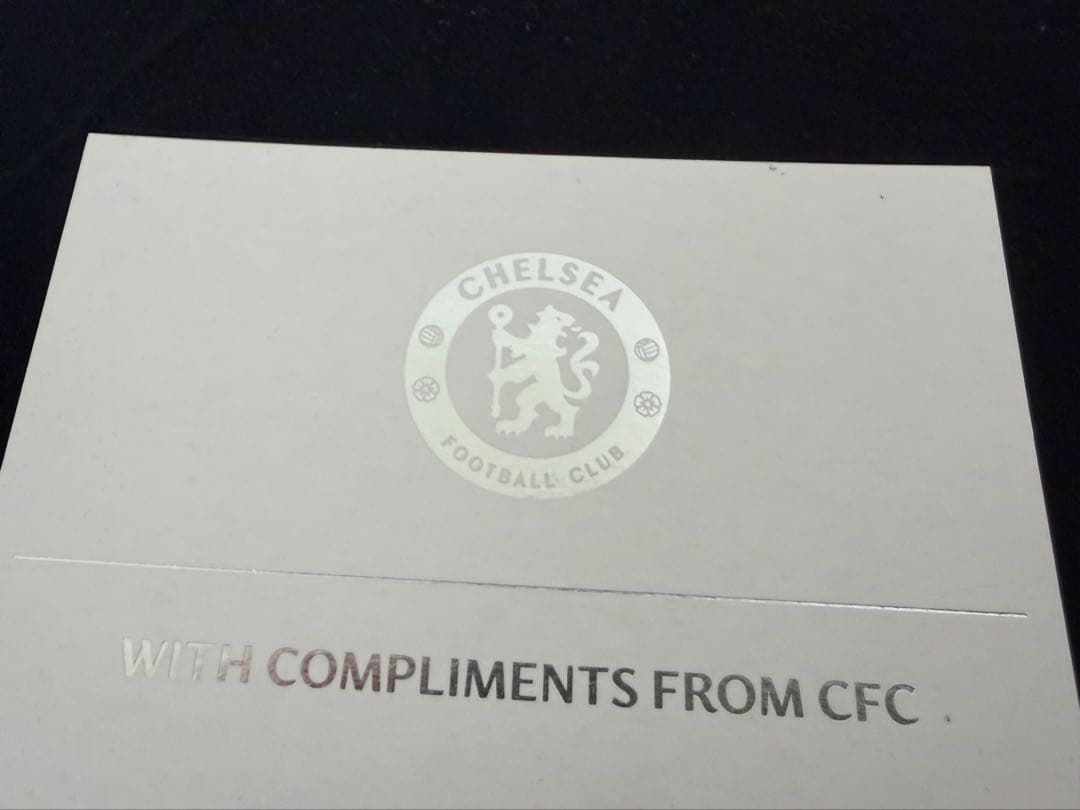 CHELSEA
FOOTBALL CLUB
WITH COMPLIMENTS FROM CFC